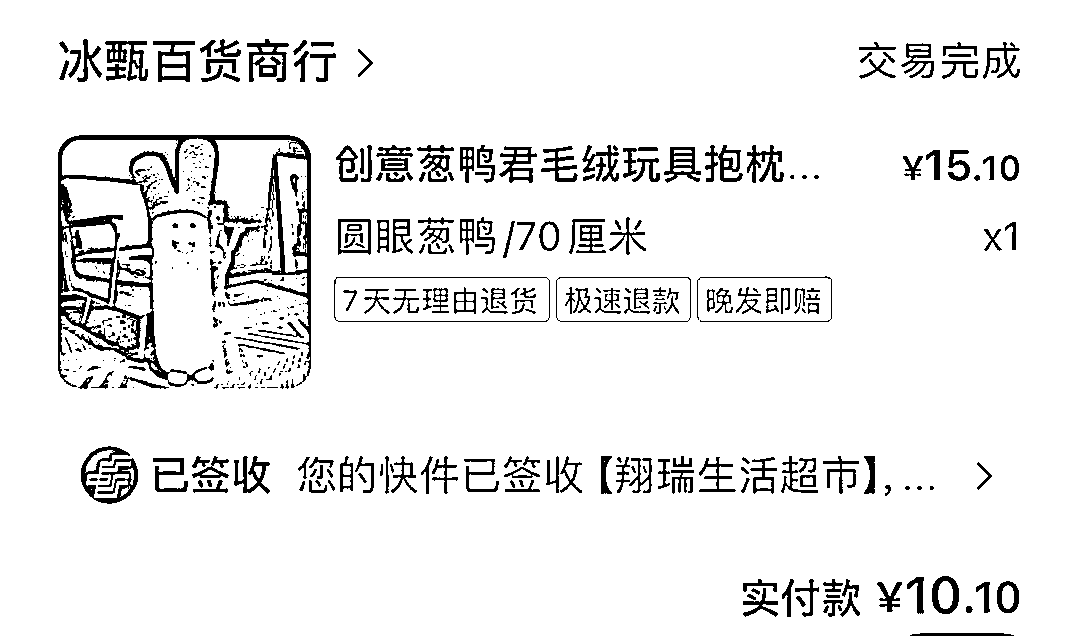 冰甄百货商行 > 交易完成
创意葱鸭君毛绒玩具抱枕... ¥15.10
圆眼葱鸭/70厘米 x1
7天无理由退货 极速退款 晚发即赔
已签收 您的快件已签收【翔瑞生活超市】, ... >
实付款 ¥10.10